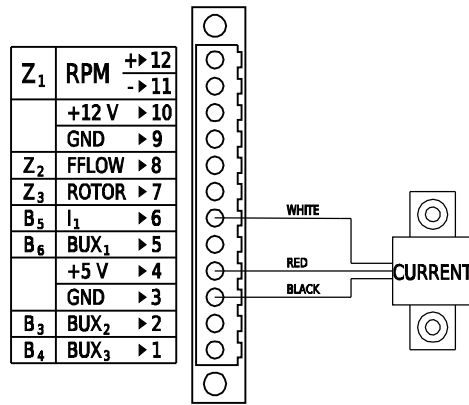 Z₁ RPM +▶12
-▶11
+12 V ▶10
GND ▶9
Z₂ FFLOW ▶8
Z₃ ROTOR ▶7
B₅ I₁ ▶6
B₆ BUX₁ ▶5
+5 V ▶4
GND ▶3
B₃ BUX₂ ▶2
B₄ BUX₃ ▶1
WHITE
RED
BLACK
CURRENT